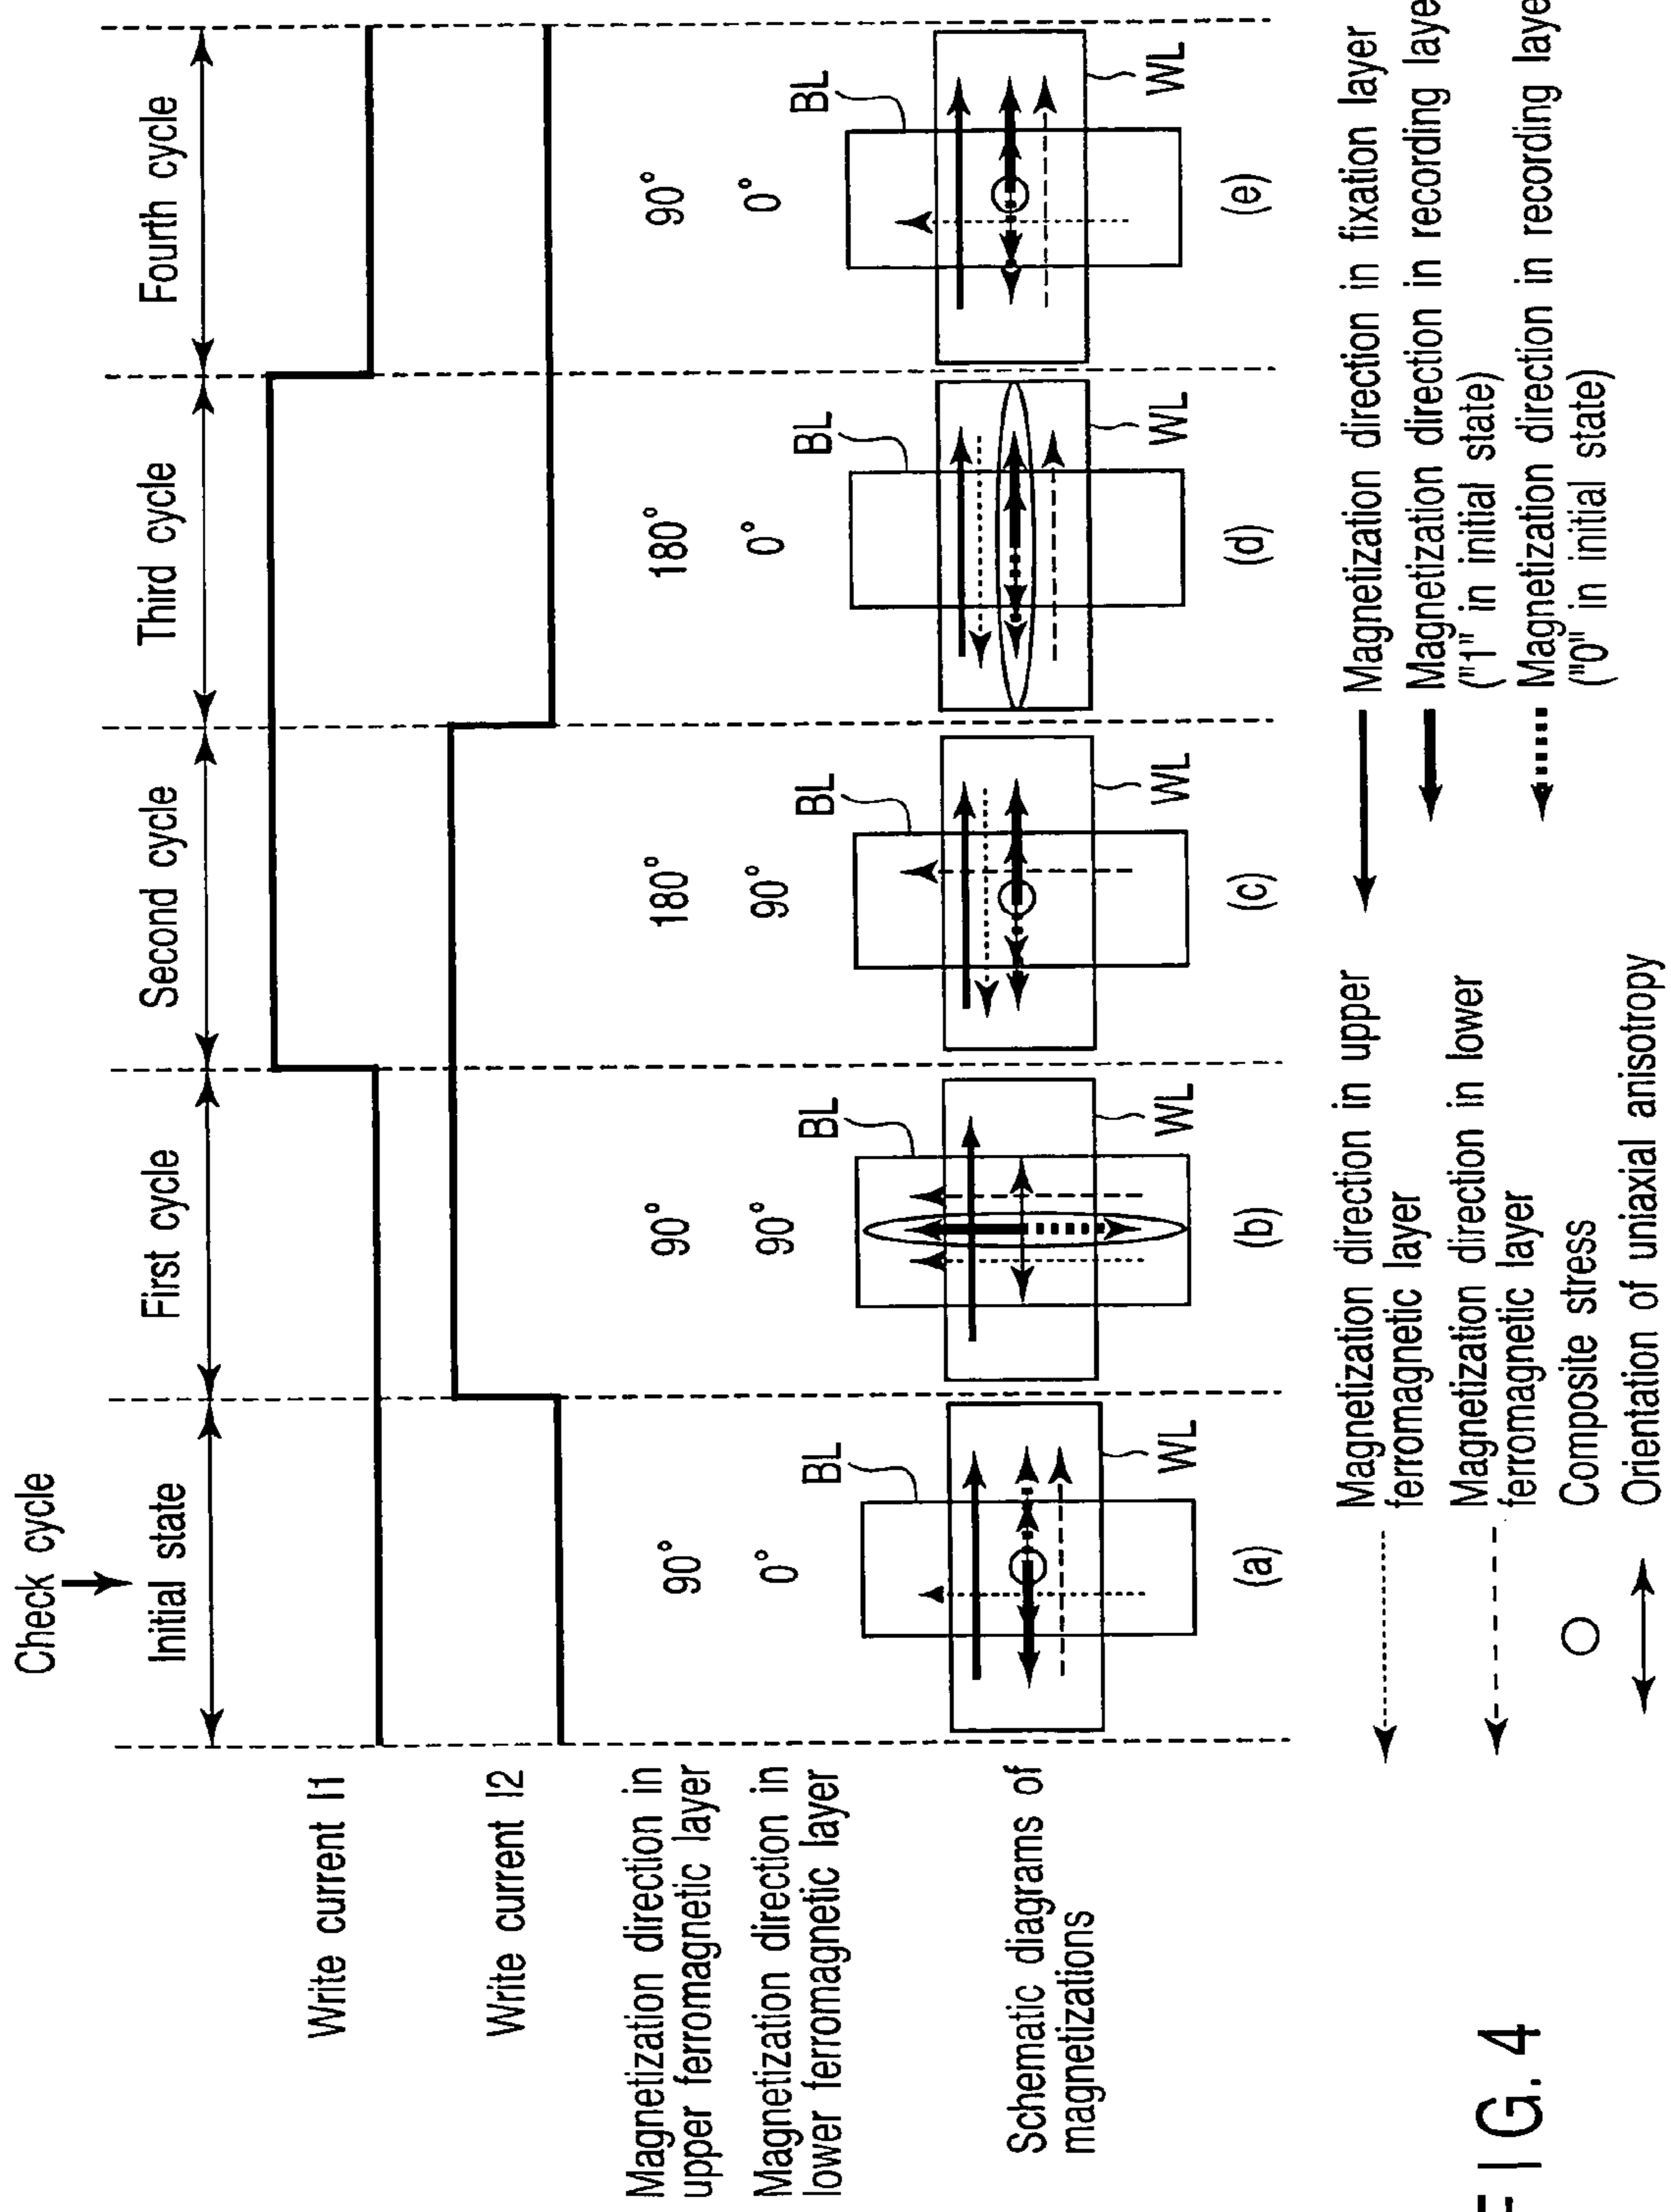 Check cycle
Initial state
First cycle
Second cycle
Third cycle
Fourth cycle
Write current I1
Write current I2
Magnetization direction in
upper ferromagnetic layer
90°
90°
180°
180°
90°
Magnetization direction in
lower ferromagnetic layer
0°
90°
90°
0°
0°
Schematic diagrams of
magnetizations
BL
WL
BL
WL
BL
WL
BL
WL
BL
WL
(a)
(b)
(c)
(d)
(e)
Magnetization direction in upper
ferromagnetic layer
Magnetization direction in lower
ferromagnetic layer
Composite stress
Orientation of uniaxial anisotropy
Magnetization direction in fixation layer
Magnetization direction in recording laye
("1" in initial state)
Magnetization direction in recording laye
("0" in initial state)
FIG. 4